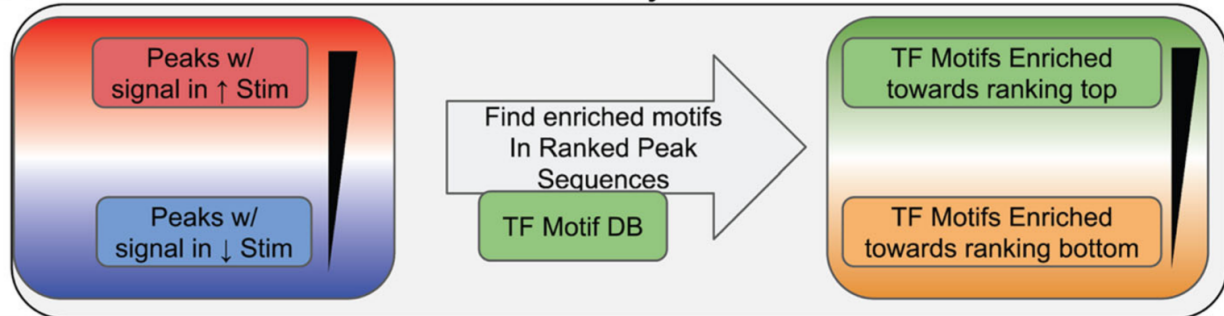 Peaks w/
signal in ↑ Stim
Peaks w/
signal in ↓ Stim
Find enriched motifs
In Ranked Peak
Sequences
TF Motif DB
TF Motifs Enriched
towards ranking top
TF Motifs Enriched
towards ranking bottom